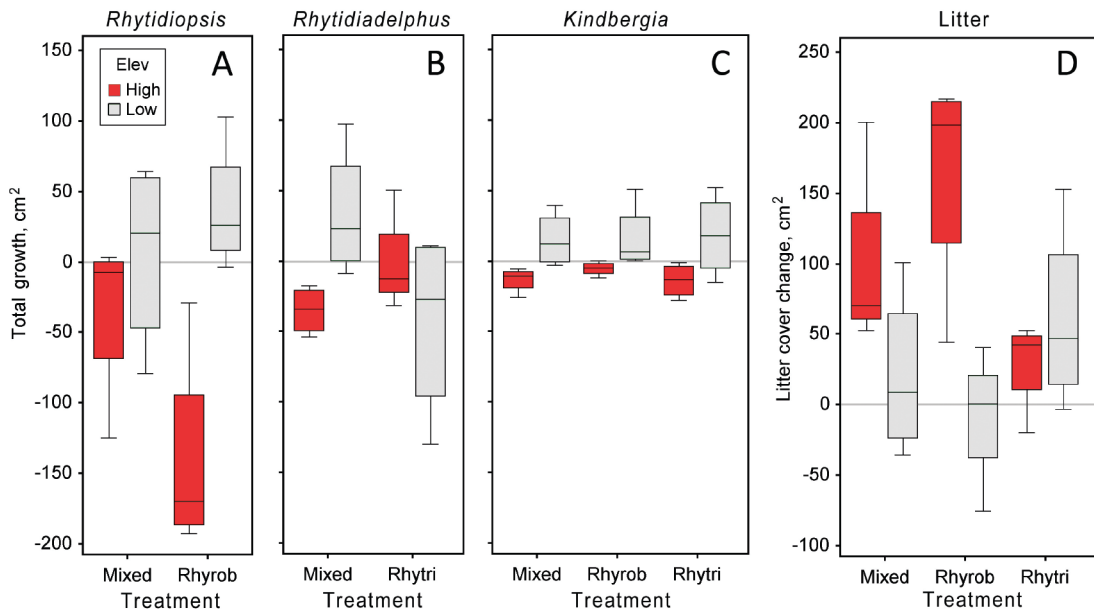 Rhytidiopsis
Rhytidiadelphus
Kindbergia
Litter
A
B
C
D
Elev
High
Low
Total growth, cm²
150
100
50
0
-50
-100
-150
-200
Litter cover change, cm²
250
200
150
100
50
0
-50
-100
Mixed Rhyrob
Mixed Rhytri
Mixed Rhyrob Rhytri
Mixed Rhyrob Rhytri
Treatment
Treatment
Treatment
Treatment